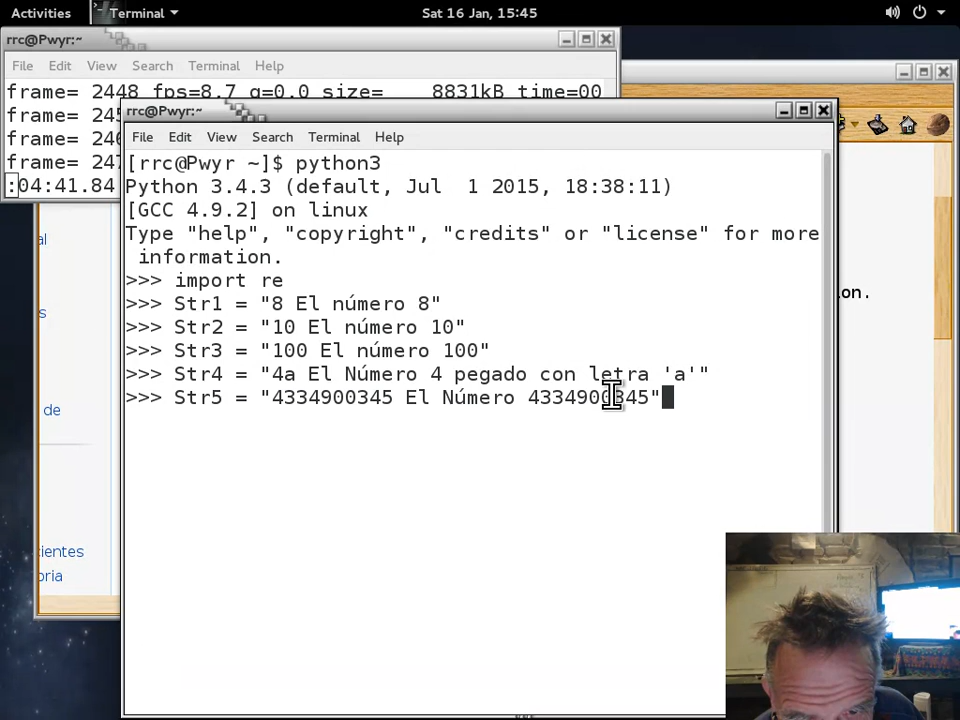 Activities Terminal Sat 16 Jan, 15:45
rrc@Pwyr:~
File Edit View Search Terminal Help
frame= 2448 fps=8.7 q=0.0 size= 8831kB time=00
frame= 245
frame= 246
frame= 247
:04:41.84
rrc@Pwyr:~
File Edit View Search Terminal Help
[rrc@Pwyr ~]$ python3
Python 3.4.3 (default, Jul  1 2015, 18:38:11)
[GCC 4.9.2] on linux
Type "help", "copyright", "credits" or "license" for more
 information.
>>> import re
>>> Str1 = "8 El número 8"
>>> Str2 = "10 El número 10"
>>> Str3 = "100 El número 100"
>>> Str4 = "4a El Número 4 pegado con letra 'a'"
>>> Str5 = "4334900345 El Número 4334900345"
al
s
de
cientes
oria
on.